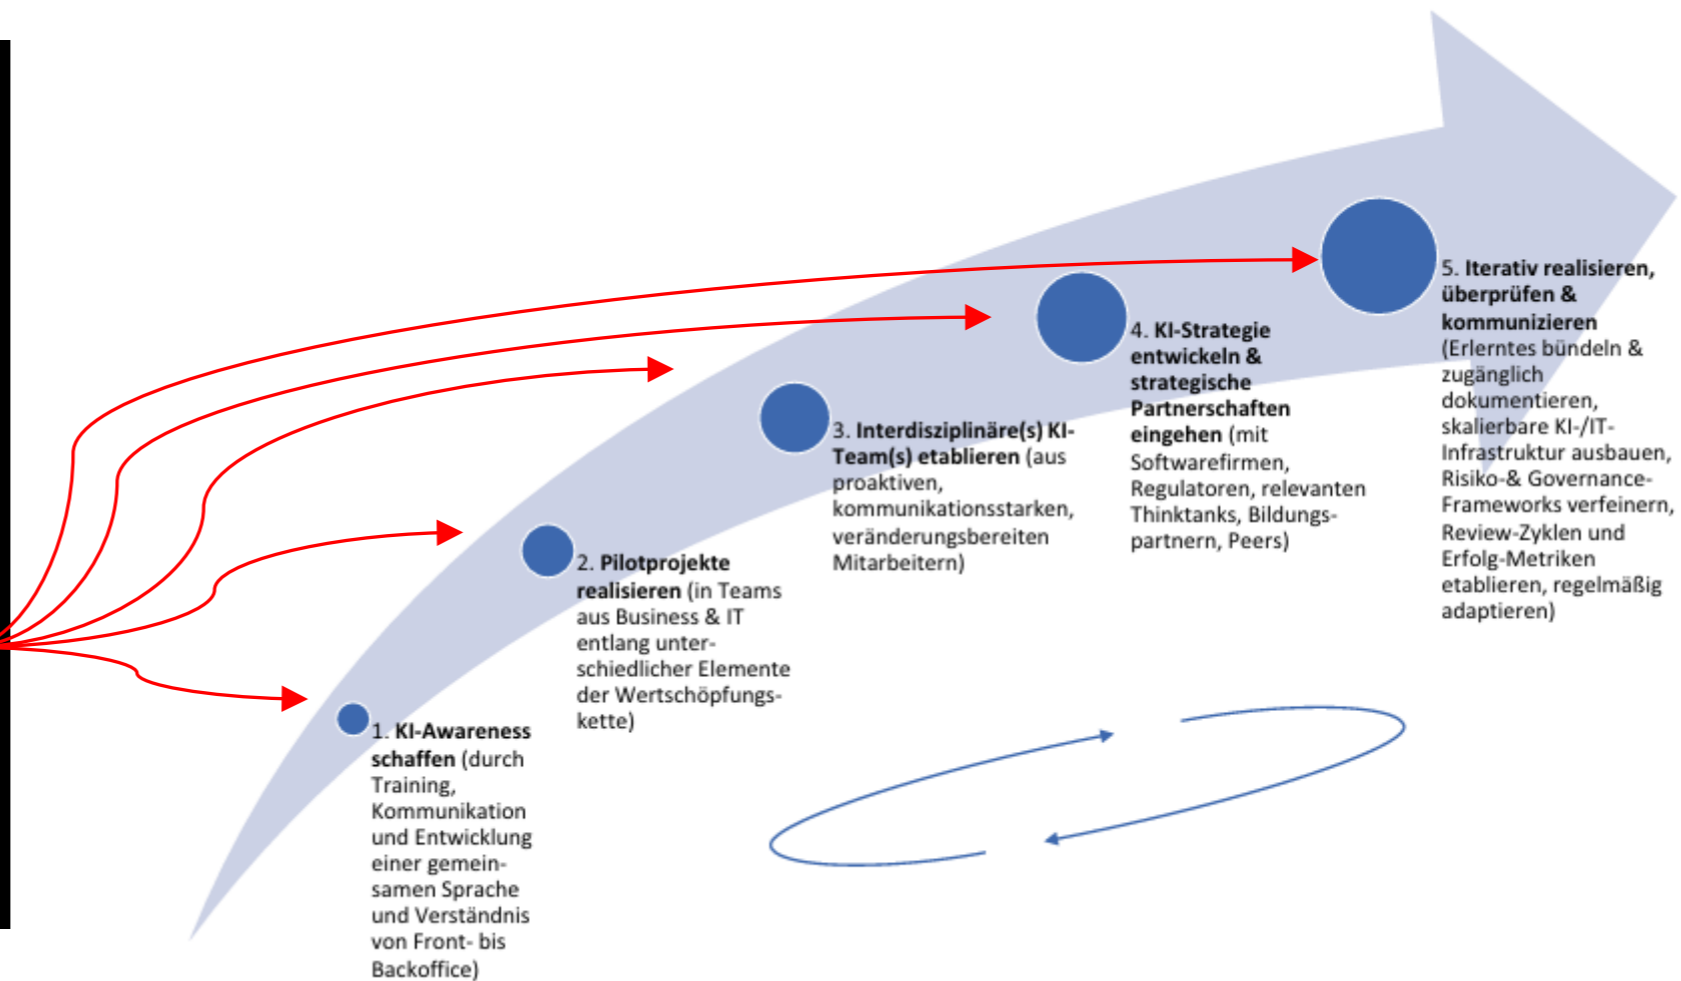 1. KI-Awareness
schaffen (durch
Training,
Kommunikation
und Entwicklung
einer gemein-
samen Sprache
und Verständnis
von Front- bis
Backoffice)
2. Pilotprojekte
realisieren (in Teams
aus Business & IT
entlang unter-
schiedlicher Elemente
der Wertschöpfungs-
kette)
3. Interdisziplinäre(s) KI-
Team(s) etablieren (aus
proaktiven,
kommunikationsstarken,
veränderungsbereiten
Mitarbeitern)
4. KI-Strategie
entwickeln &
strategische
Partnerschaften
eingehen (mit
Softwarefirmen,
Regulatoren, relevanten
Thinktanks, Bildungs-
partnern, Peers)
5. Iterativ realisieren,
überprüfen &
kommunizieren
(Erlerntes bündeln &
zugänglich
dokumentieren,
skalierbare KI-/IT-
Infrastruktur ausbauen,
Risiko-& Governance-
Frameworks verfeinern,
Review-Zyklen und
Erfolg-Metriken
etablieren, regelmäßig
adaptieren)